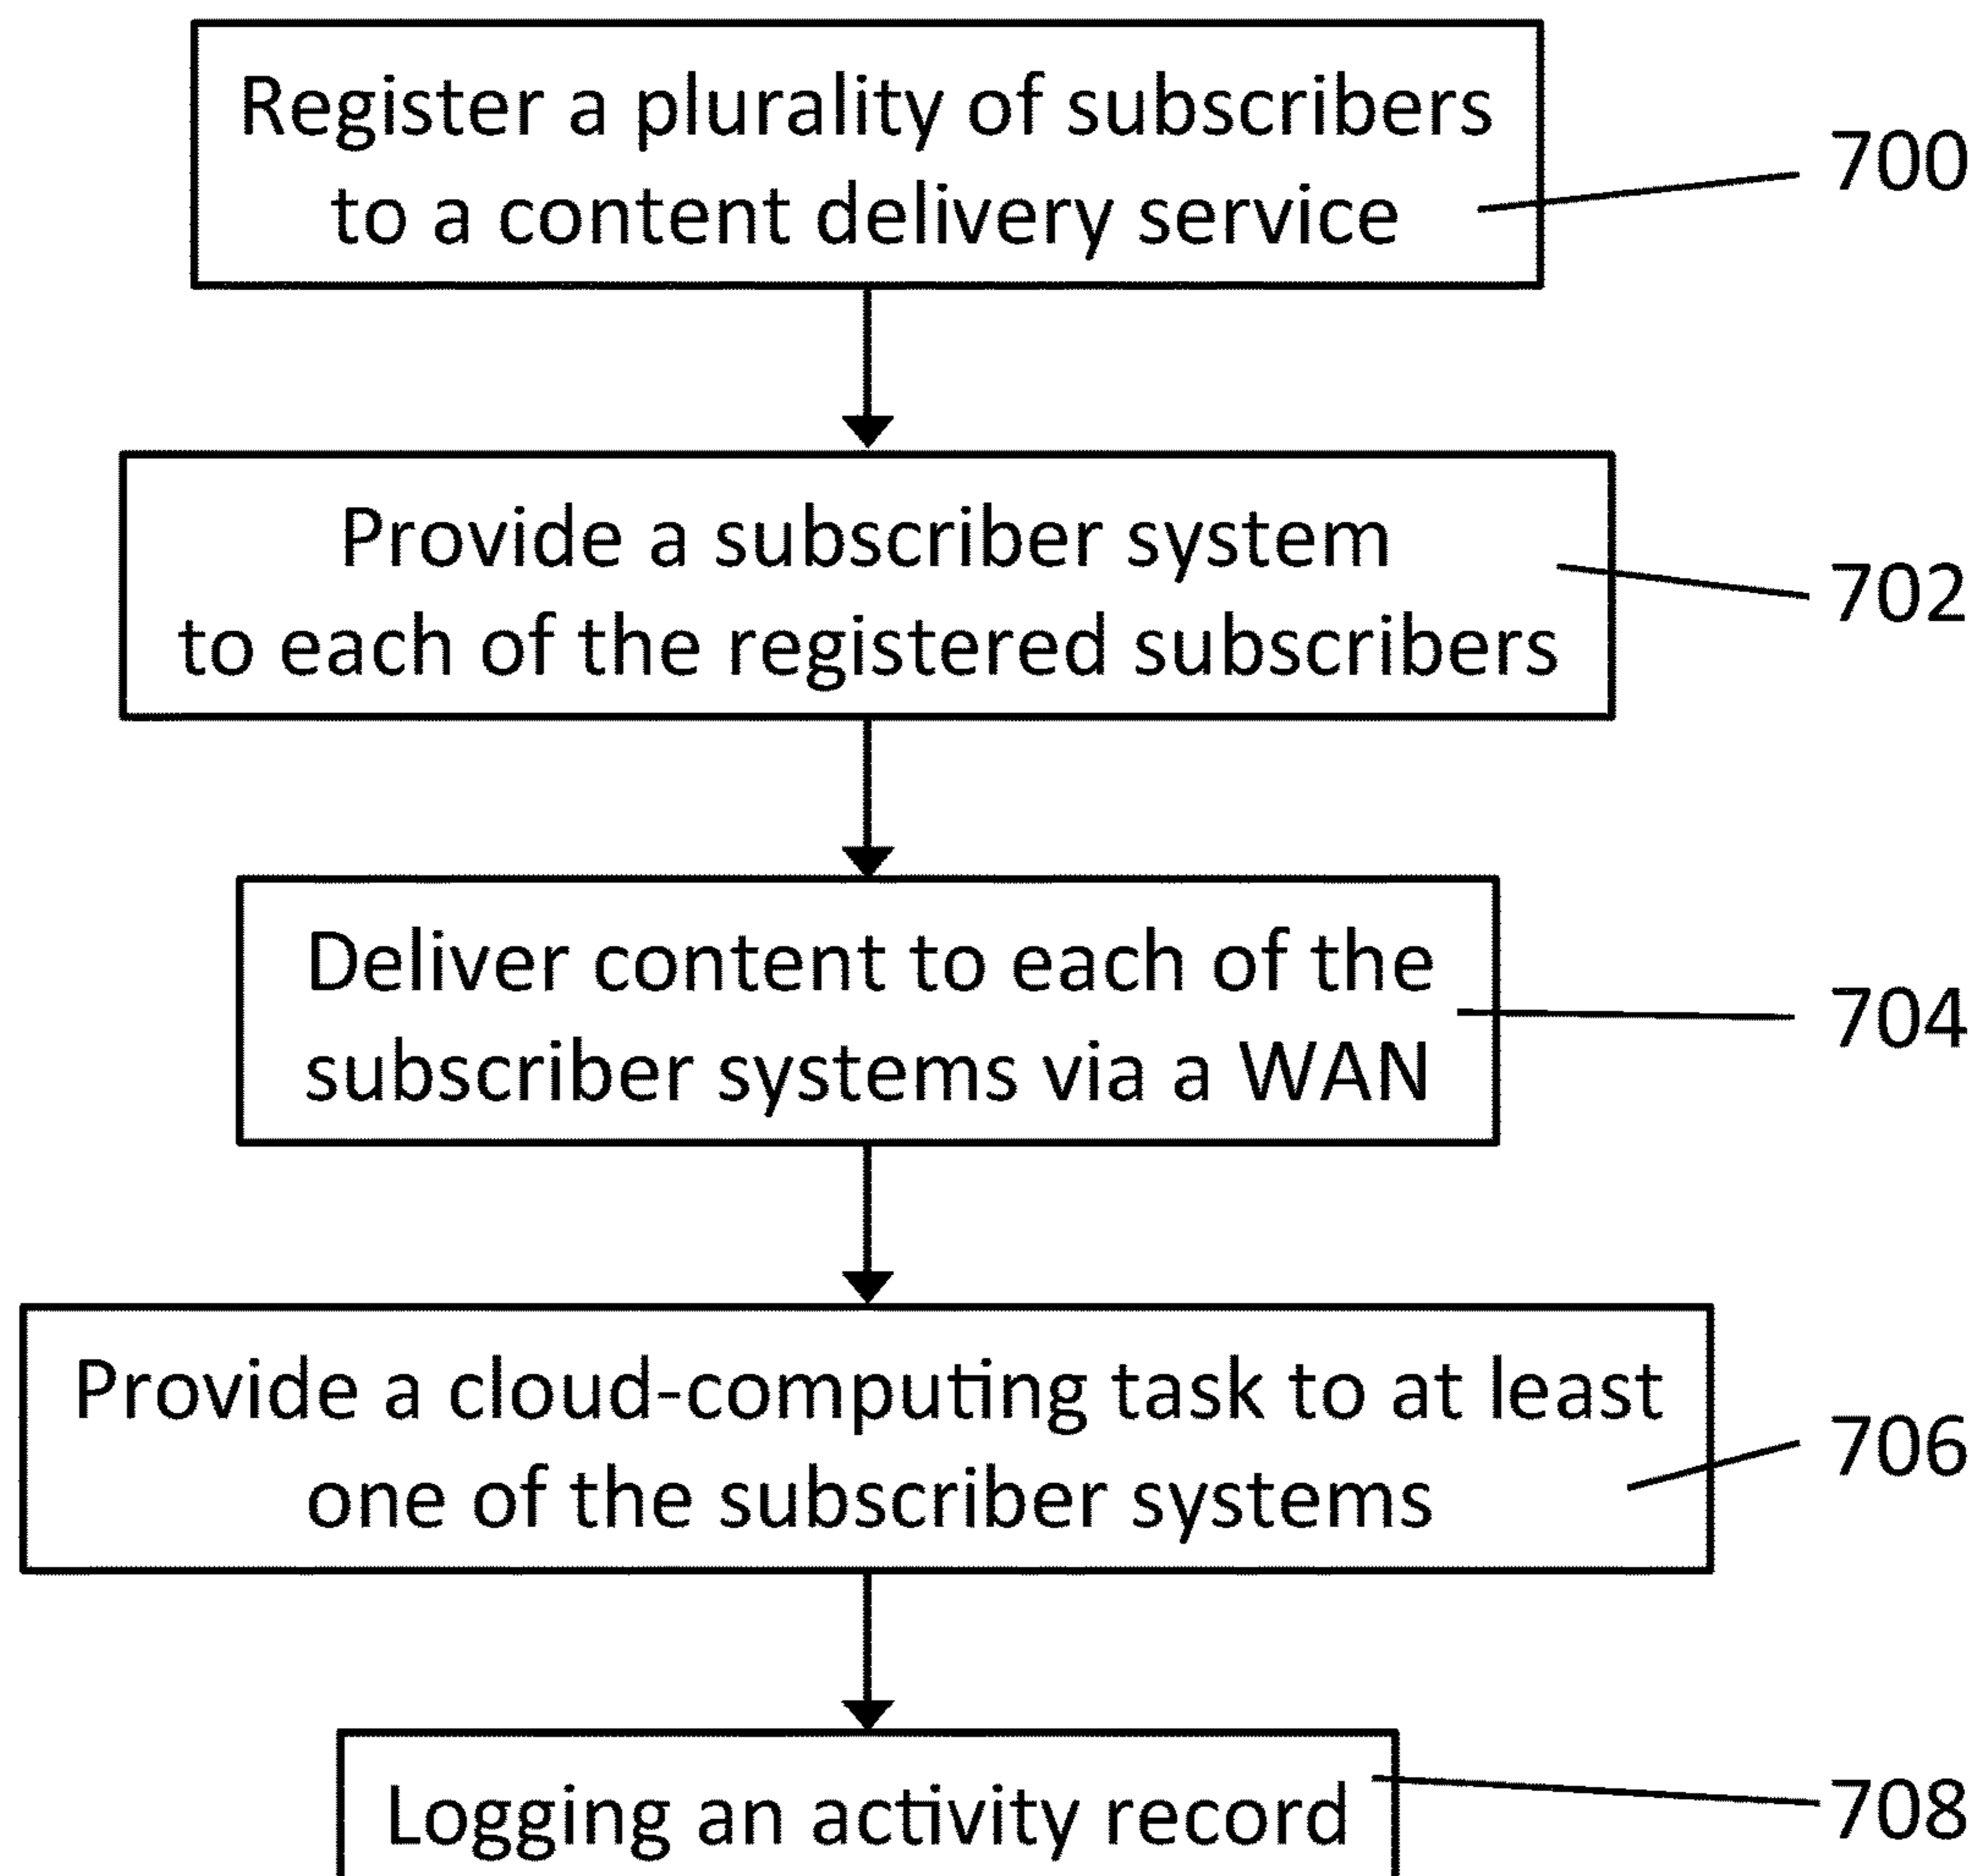 Register a plurality of subscribers
to a content delivery service
700
Provide a subscriber system
to each of the registered subscribers
702
Deliver content to each of the
subscriber systems via a WAN
704
Provide a cloud-computing task to at least
one of the subscriber systems
706
Logging an activity record
708